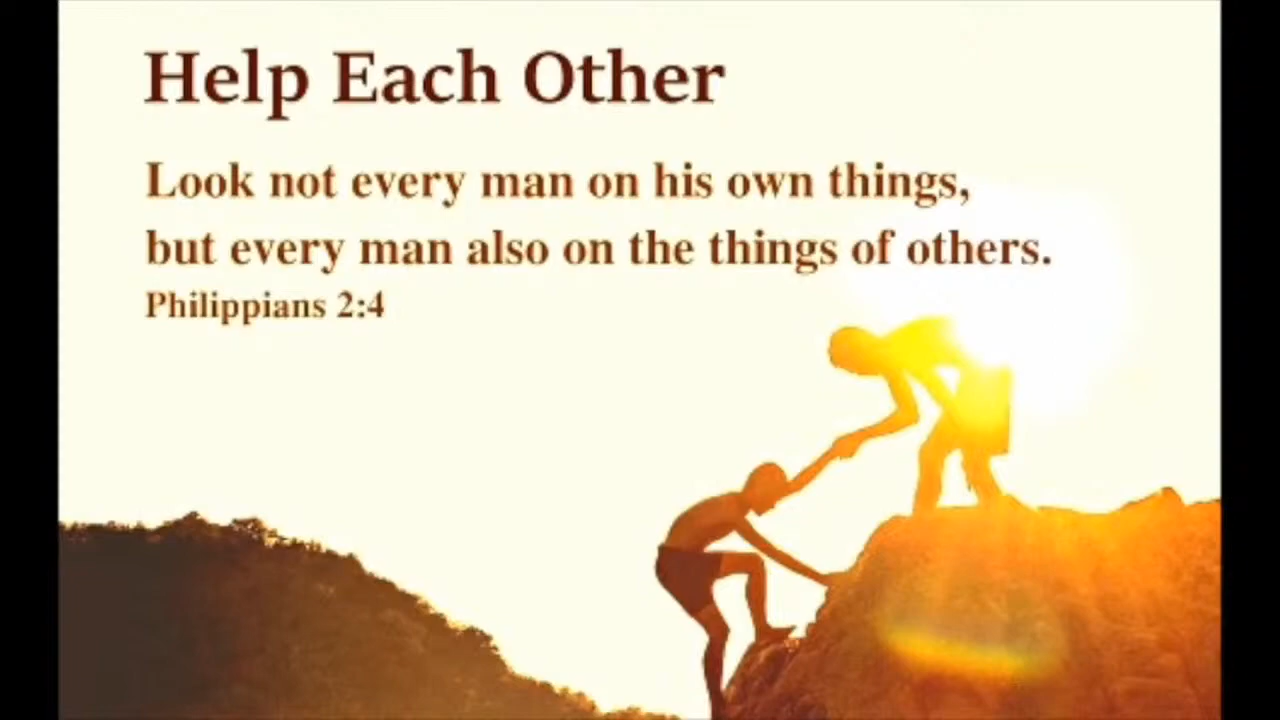 Help Each Other
Look not every man on his own things,
but every man also on the things of others.
Philippians 2:4